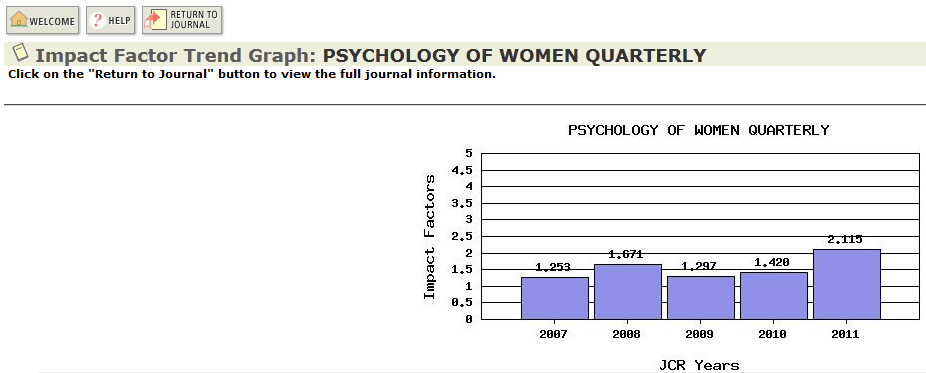 WELCOME
? HELP
RETURN TO
JOURNAL
Impact Factor Trend Graph: PSYCHOLOGY OF WOMEN QUARTERLY
Click on the "Return to Journal" button to view the full journal information.
PSYCHOLOGY OF WOMEN QUARTERLY
Impact Factors
5
4.5
4
3.5
3
2.5
2
1.5
1
0.5
0
1.253
1.671
1.297
1.420
2.115
2007 2008 2009 2010 2011
JCR Years